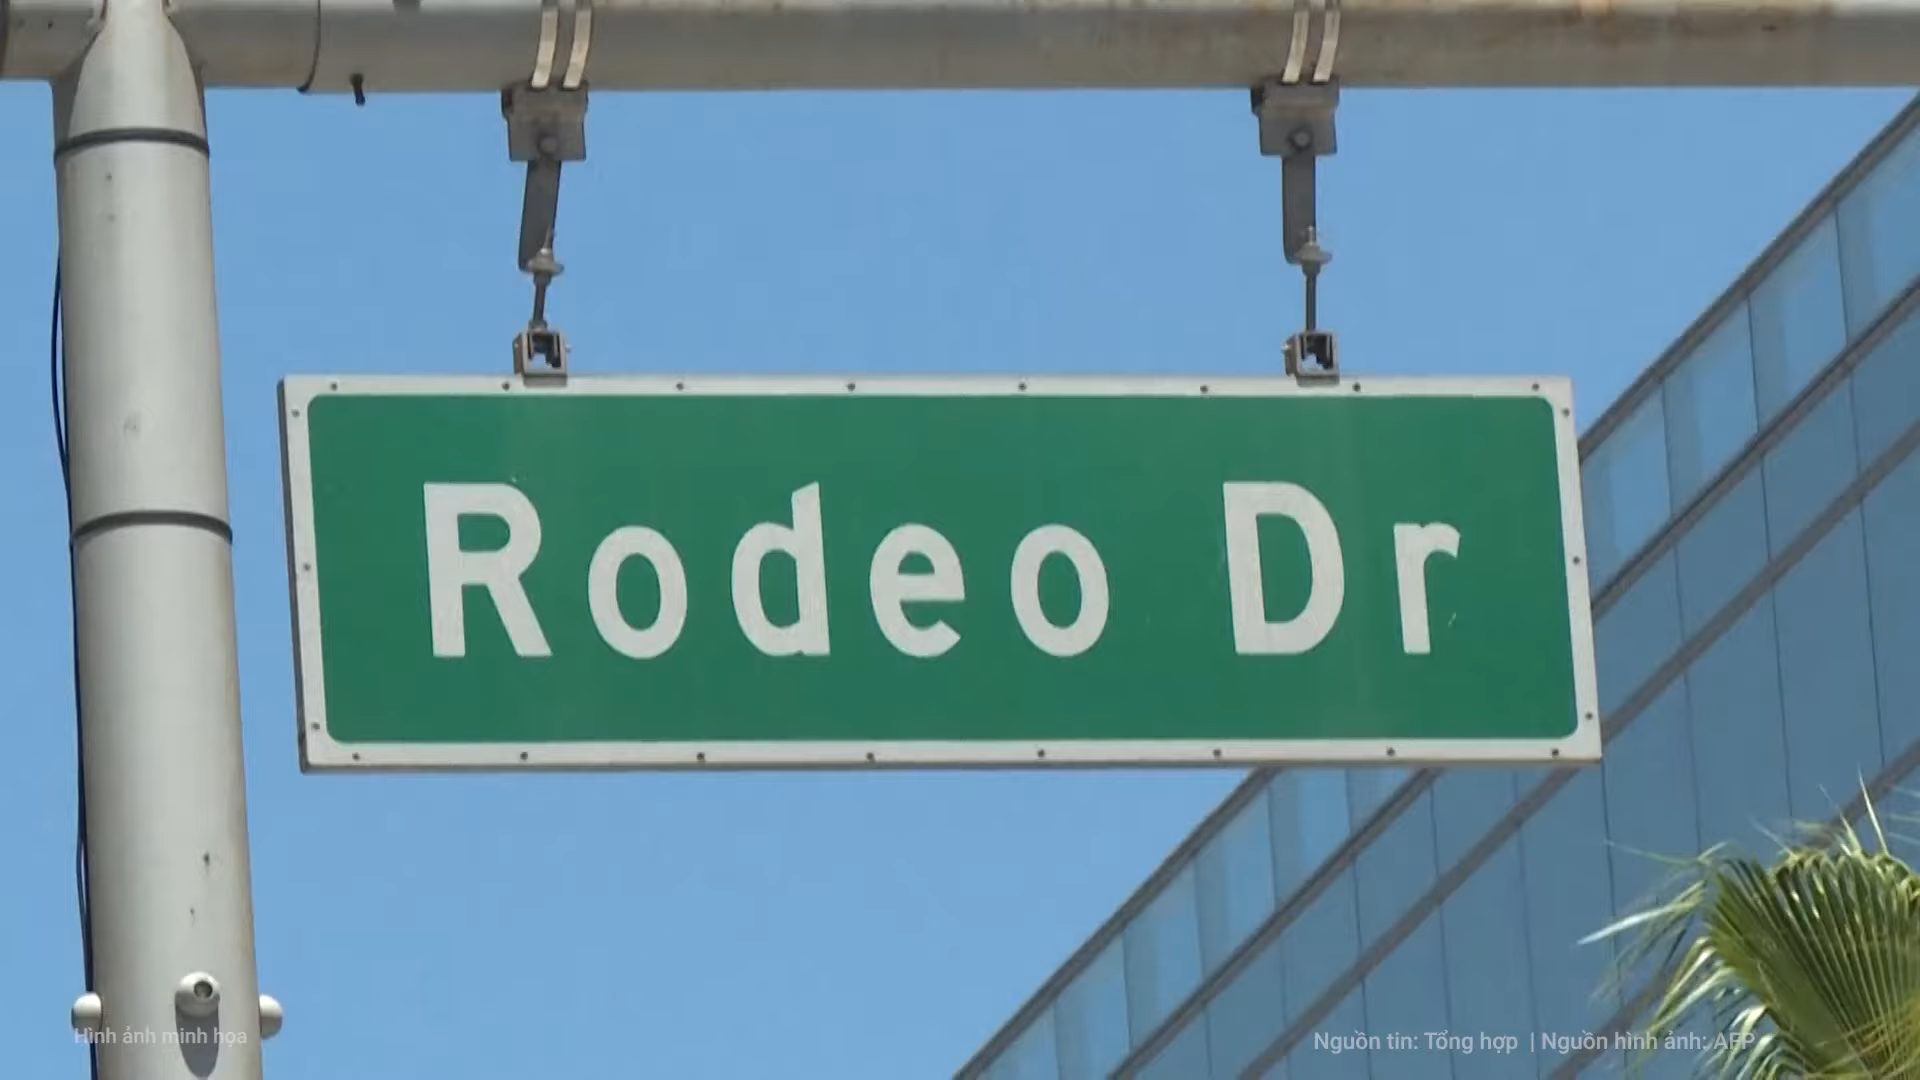 Rodeo Dr
Hình ảnh minh họa
Nguồn tin: Tổng hợp | Nguồn hình ảnh: AFP